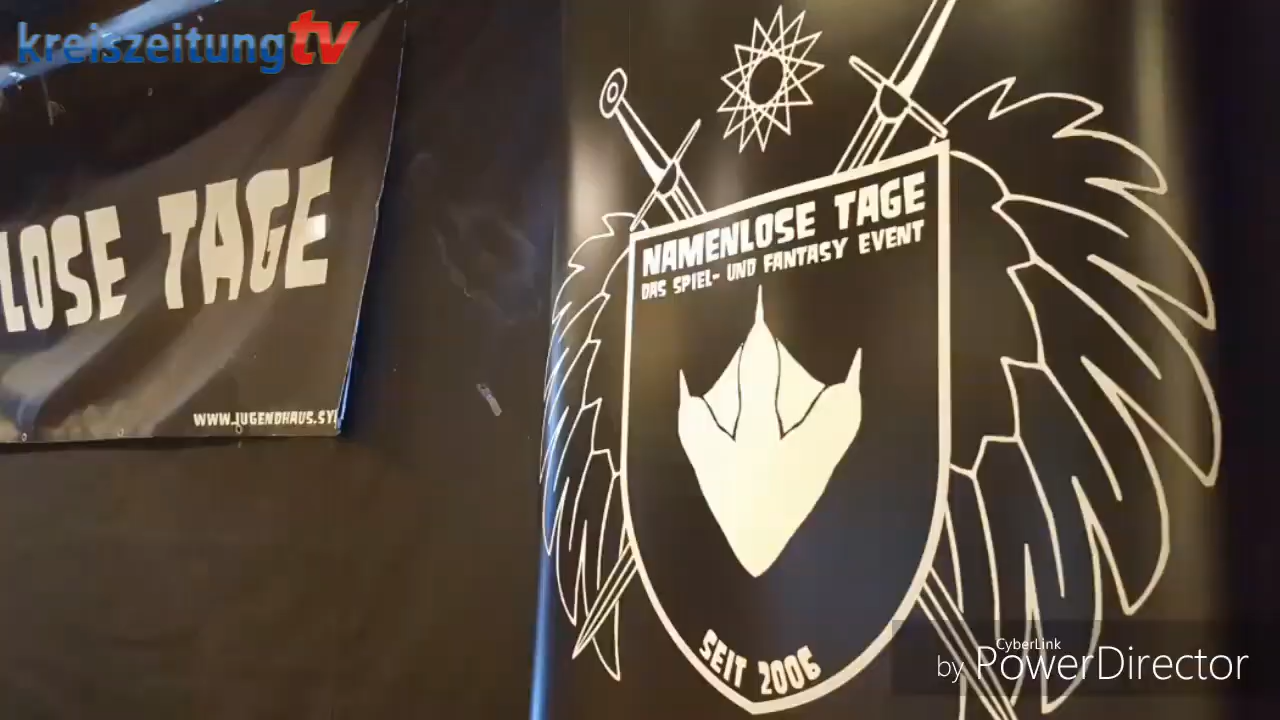 kreiszeitungtv
LOSE TAGE
WWW.JUGENDHAUS.SY
NAMENLOSE TAGE
DAS SPIEL- UND FANTASY EVENT
SEIT 2006
CyberLink
by PowerDirector